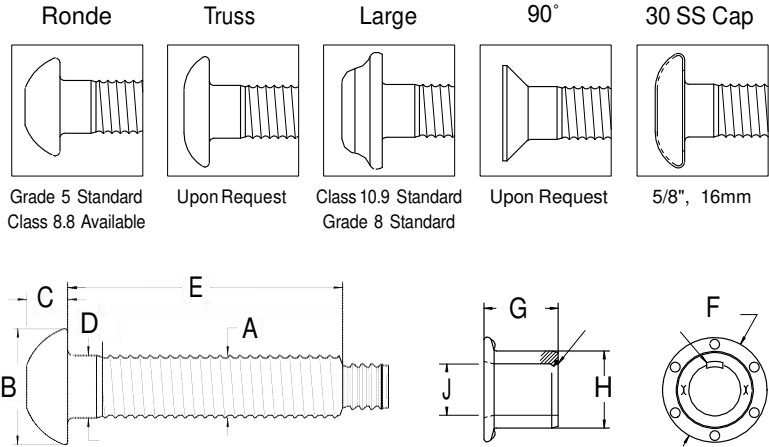 Ronde
Truss
Large
90°
30 SS Cap
Grade 5 Standard
Class 8.8 Available
Upon Request
Class 10.9 Standard
Grade 8 Standard
Upon Request
5/8", 16mm
C
E
D
A
B
G
J
H
F